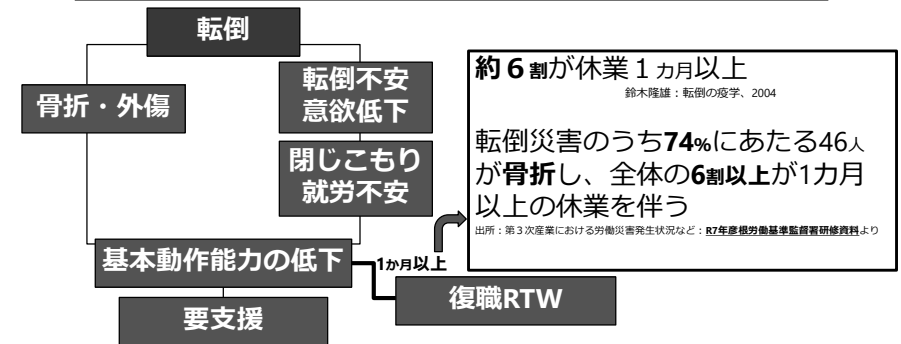 転倒
骨折・外傷
転倒不安
意欲低下
閉じこもり
就労不安
基本動作能力の低下
要支援
1か月以上
復職RTW
約６割が休業１カ月以上
鈴木隆雄：転倒の疫学、2004
転倒災害のうち74%にあたる46人
が骨折し、全体の6割以上が1カ月
以上の休業を伴う
出所：第３次産業における労働災害発生状況など：R7年彦根労働基準監督署研修資料より